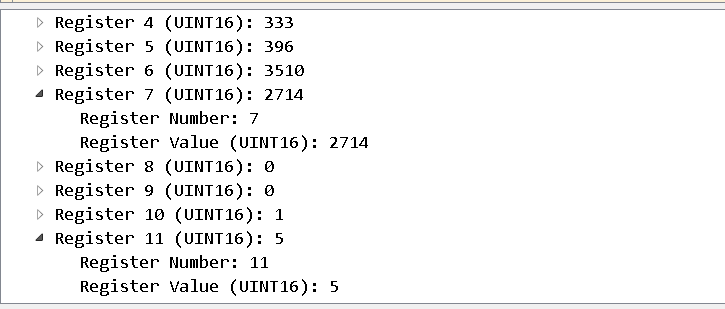 Register 4 (UINT16): 333
Register 5 (UINT16): 396
Register 6 (UINT16): 3510
Register 7 (UINT16): 2714
Register Number: 7
Register Value (UINT16): 2714
Register 8 (UINT16): 0
Register 9 (UINT16): 0
Register 10 (UINT16): 1
Register 11 (UINT16): 5
Register Number: 11
Register Value (UINT16): 5